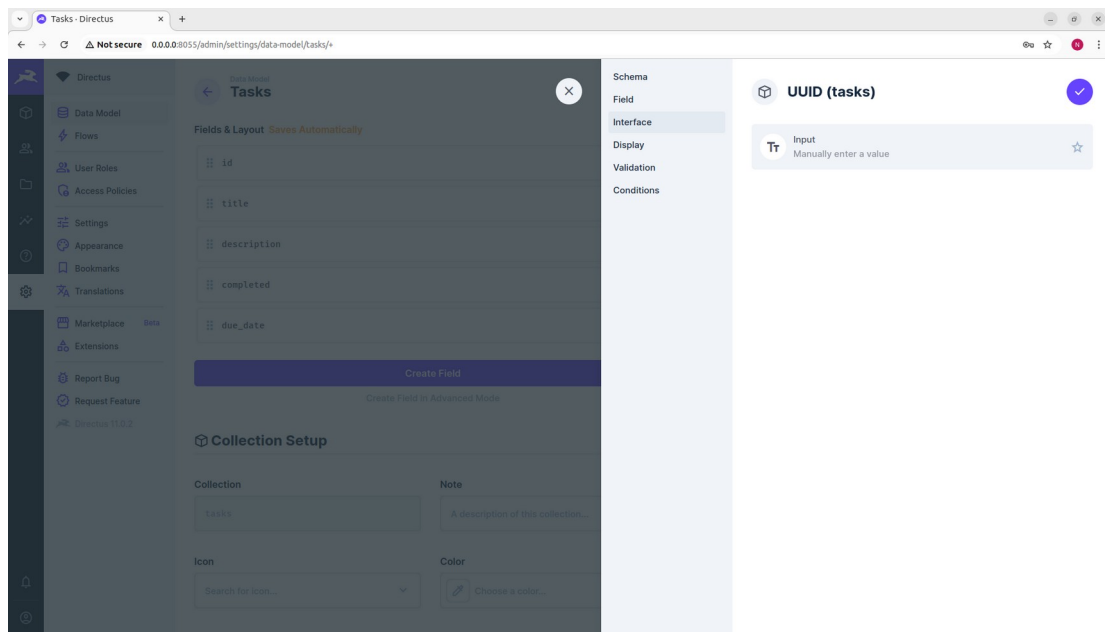 Tasks - Directus
Not secure 0.0.0.0:8055/admin/settings/data-model/tasks/+
N
Directus
Data Model
Flows
User Roles
Access Policies
Settings
Appearance
Bookmarks
Translations
Marketplace Beta
Extensions
Report Bug
Request Feature
Directus 11.0.2
Data Model
Tasks
Fields & Layout Saves Automatically
id
title
description
completed
due_date
Create Field
Create Field in Advanced Mode
Collection Setup
Collection
Note
tasks
A description of this collection...
Icon
Color
Search for icon...
Choose a color...
Schema
Field
Interface
Display
Validation
Conditions
UUID (tasks)
Input
Manually enter a value